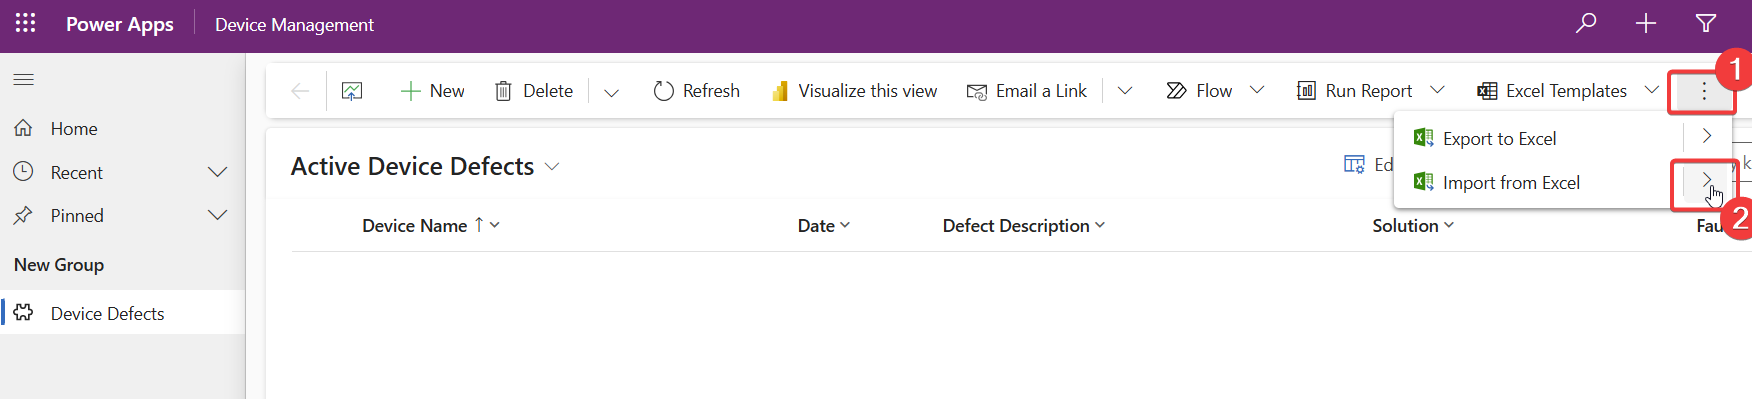 Power Apps Device Management
1
New Delete Refresh Visualize this view Email a Link Flow Run Report Excel Templates
Home
Recent
Pinned
New Group
Device Defects
Export to Excel
Import from Excel
2
Active Device Defects
Device Name Date Defect Description Solution